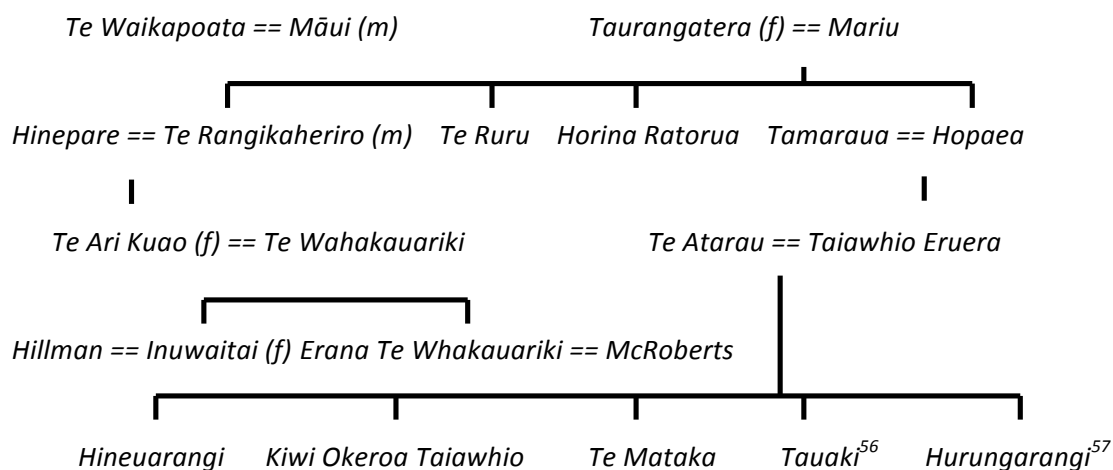 Te Waikapoata == Māui (m) Taurangatera (f) == Mariu
Hinepare == Te Rangikaheriro (m) Te Ruru Horina Ratorua Tamaraua == Hopaea
Te Ari Kuao (f) == Te Wahakauariki Te Atarau == Taiawhio Eruera
Hillman == Inuwaitai (f) Erana Te Whakauariki == McRoberts
Hineuarangi Kiwi Okeroa Taiawhio Te Mataka Tauaki56 Hurungarangi57